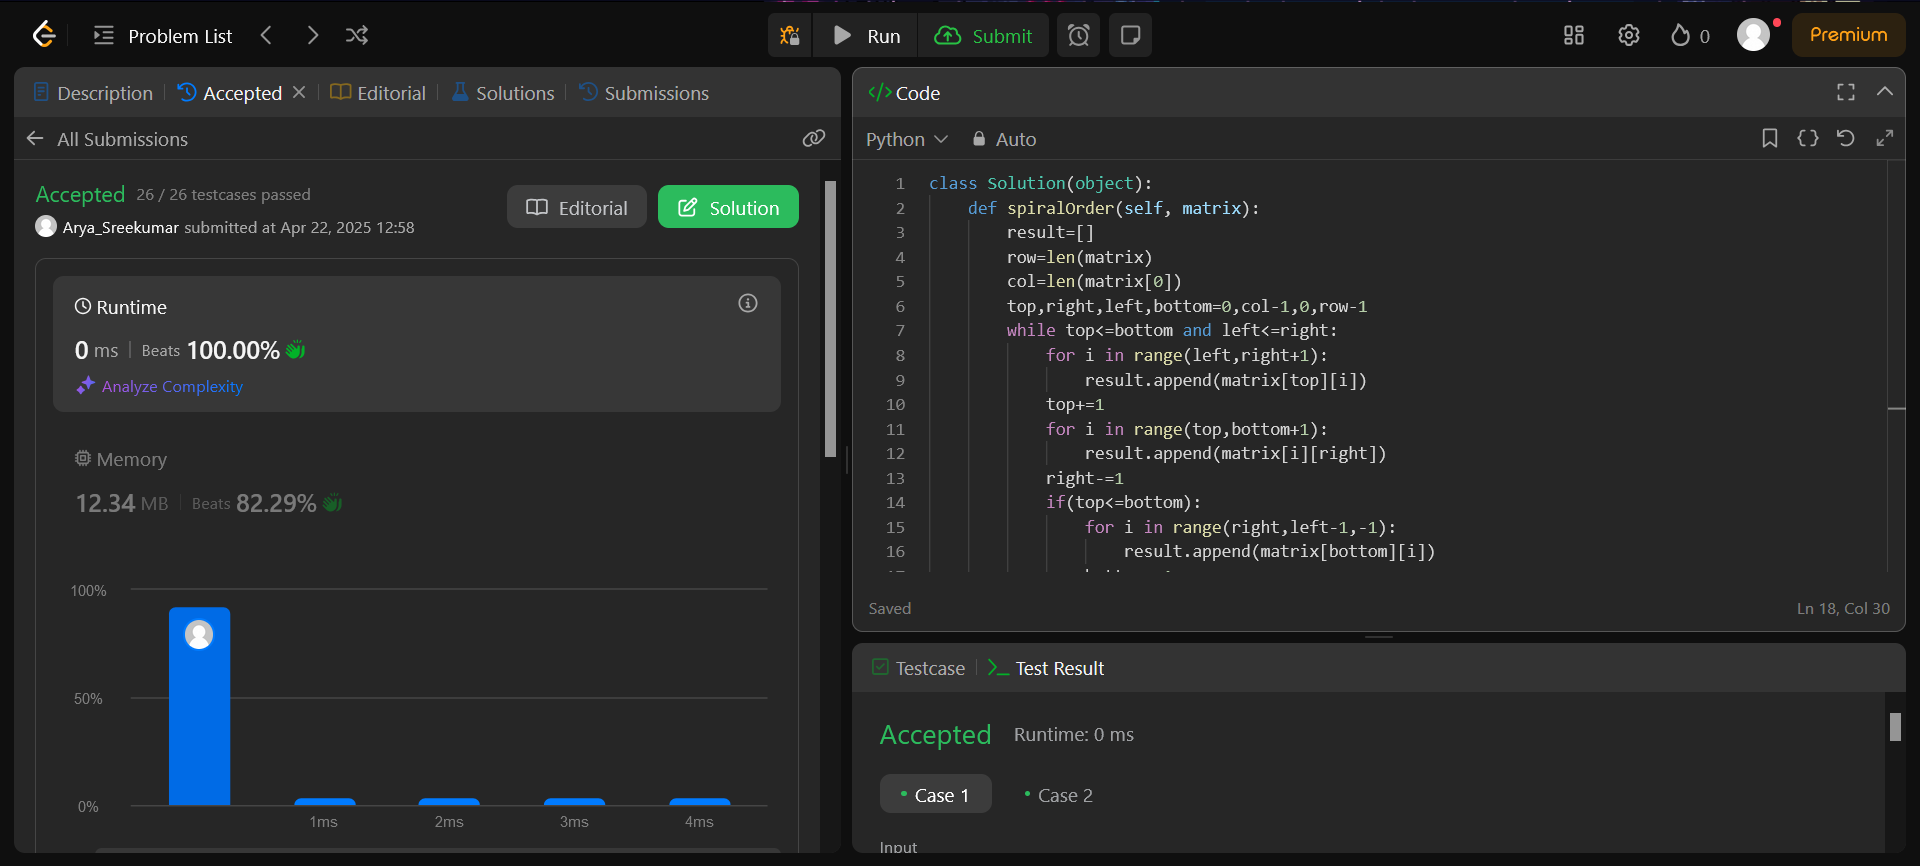 Problem List
Run
Submit
0
Premium
Description
Accepted
Editorial
Solutions
Submissions
All Submissions
Accepted 26 / 26 testcases passed
Arya_Sreekumar submitted at Apr 22, 2025 12:58
Editorial
Solution
Runtime
0 ms Beats 100.00%
Analyze Complexity
Memory
12.34 MB Beats 82.29%
100%
50%
0%
1ms
2ms
3ms
4ms
</> Code
Python
Auto
1 class Solution(object):
2 def spiralOrder(self, matrix):
3 result=[]
4 row=len(matrix)
5 col=len(matrix[0])
6 top,right,left,bottom=0,col-1,0,row-1
7 while top<=bottom and left<=right:
8 for i in range(left,right+1):
9 result.append(matrix[top][i])
10 top+=1
11 for i in range(top,bottom+1):
12 result.append(matrix[i][right])
13 right-=1
14 if(top<=bottom):
15 for i in range(right,left-1,-1):
16 result.append(matrix[bottom][i])
Saved
Ln 18, Col 30
Testcase
Test Result
Accepted Runtime: 0 ms
Case 1
Case 2
Input